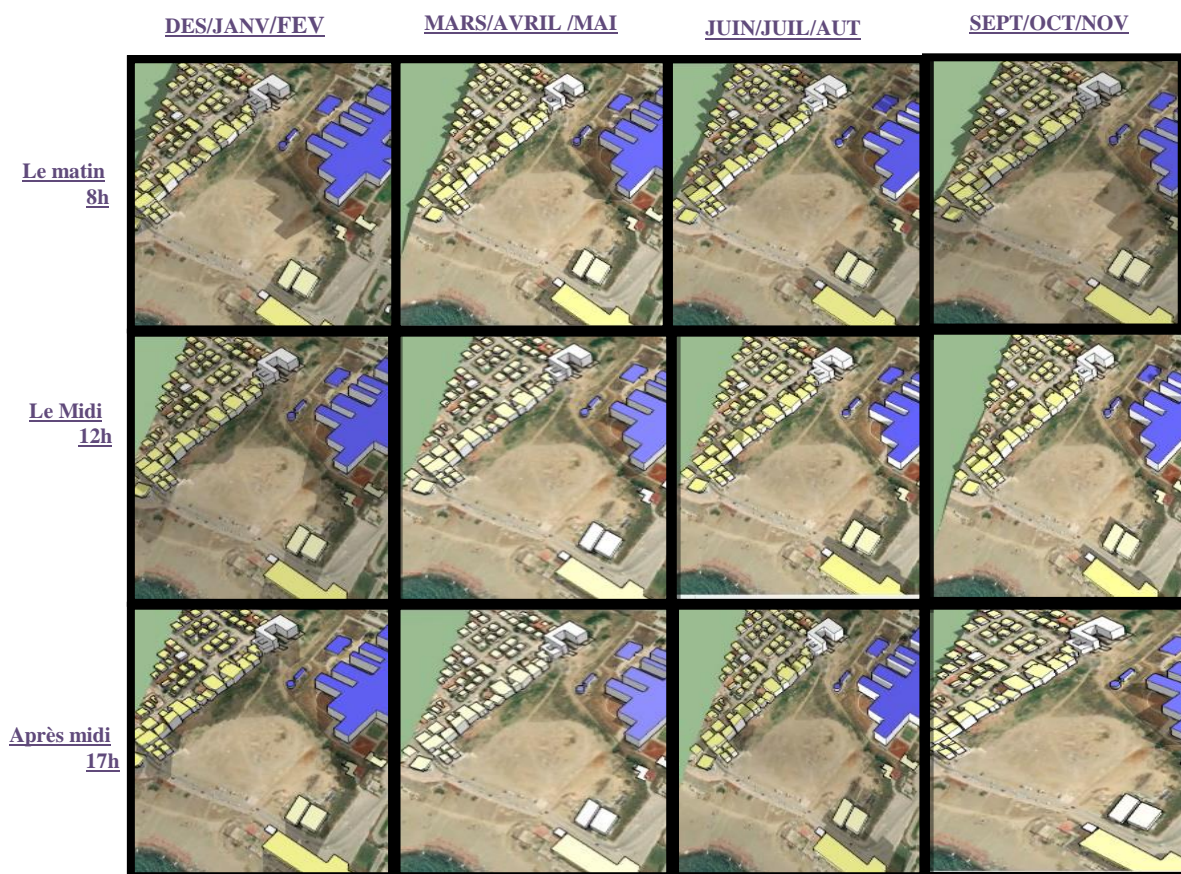 DES/JANV/FEV
MARS/AVRIL /MAI
JUIN/JUIL/AUT
SEPT/OCT/NOV
Le matin
8h
Le Midi
12h
Après midi
17h